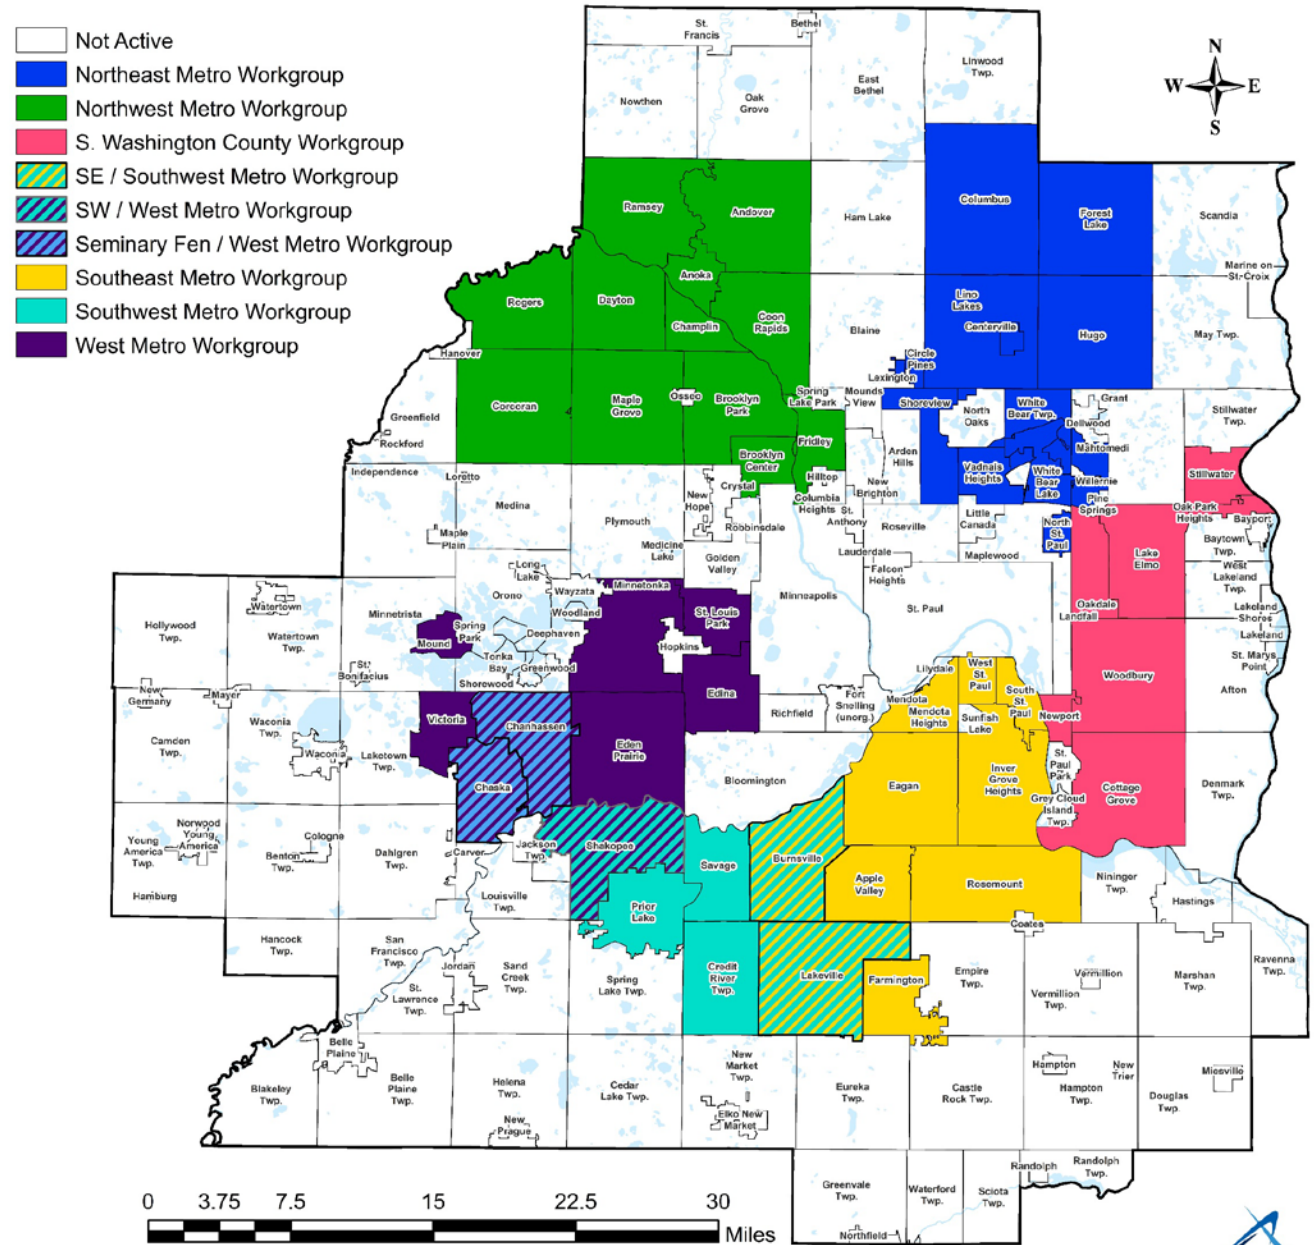 Not Active
Northeast Metro Workgroup
Northwest Metro Workgroup
S. Washington County Workgroup
SE / Southwest Metro Workgroup
SW / West Metro Workgroup
Seminary Fen / West Metro Workgroup
Southeast Metro Workgroup
Southwest Metro Workgroup
West Metro Workgroup
N
W
E
S
St.
Francis
Bethel
Linwood
Twp.
East
Bethel
Nowthen
Oak
Grove
Ramsey
Andover
Ham Lake
Columbus
Forest
Lake
Scandia
Anoka
Marine on
St. Croix
Rogers
Dayton
Champlin
Coon
Rapids
Blaine
Lino
Lakes
Centerville
Hugo
May Twp.
Hanover
Circle
Pines
Lexington
Greenfield
Rockford
Corcoran
Maple
Grove
Osseo
Brooklyn
Park
Spring
Lake Park
Mounds
View
Shoreview
North
Oaks
White
Bear Twp.
Grant
Dellwood
Stillwater
Twp.
Fridley
Arden
Hills
Mahtomedi
Independence
Loretto
Brooklyn
Center
Hilltop
Vadnais
Heights
White
Bear
Lake
Willernie
Stillwater
Medina
Crystal
New
Hope
Columbia
Heights
New
Brighton
Pine
Springs
Oak Park
Heights
Bayport
Plymouth
Robbinsdale
St.
Anthony
Roseville
Little
Canada
North
St.
Paul
Baytown
Twp.
Maple
Plain
Medicine
Lake
Golden
Valley
Lauderdale
Falcon
Heights
Maplewood
Lake
Elmo
West
Lakeland
Twp.
Long
Lake
Orono
Wayzata
Woodland
Minnetonka
Minneapolis
St. Paul
Oakdale
Landfall
Lakeland
Shores
Lakeland
Hollywood
Twp.
Watertown
Watertown
Twp.
Minnetrista
Spring
Park
Mound
Deephaven
St. Louis
Park
Hopkins
St. Marys
Point
St.
Bonifacius
Tonka
Bay
Greenwood
Shorewood
Lilydale
West
St.
Paul
Woodbury
Afton
New
Germany
Mayer
Edina
Richfield
Fort
Snelling
(unorg.)
Mendota
Mendota
Heights
Sunfish
Lake
South
St.
Paul
Newport
Camden
Twp.
Waconia
Twp.
Waconia
Laketown
Twp.
Victoria
Chanhassen
Eden
Prairie
Bloomington
St.
Paul
Park
Chaska
Eagan
Inver
Grove
Heights
Grey Cloud
Island
Twp.
Cottage
Grove
Denmark
Twp.
Young
America
Twp.
Norwood
Young
America
Cologne
Benton
Twp.
Dahlgren
Twp.
Carver
Jackson
Twp.
Shakopee
Savage
Burnsville
Hamburg
Louisville
Twp.
Prior
Lake
Apple
Valley
Rosemount
Nininger
Twp.
Hastings
Coates
Hancock
Twp.
San
Francisco
Twp.
Jordan
Sand
Creek
Twp.
Spring
Lake Twp.
Credit
River
Twp.
Lakeville
Farmington
Empire
Twp.
Vermillion
Vermillion
Twp.
Marshan
Twp.
Ravenna
Twp.
St.
Lawrence
Twp.
Belle
Plaine
Blakeley
Twp.
Belle
Plaine
Twp.
Helena
Twp.
New
Prague
Cedar
Lake Twp.
New
Market
Twp.
Elko New
Market
Eureka
Twp.
Castle
Rock Twp.
Hampton
Hampton
Twp.
New
Trier
Douglas
Twp.
Miesville
Greenvale
Twp.
Waterford
Twp.
Sciota
Twp.
Randolph
Randolph
Twp.
Northfield
0 3.75 7.5 15 22.5 30
Miles